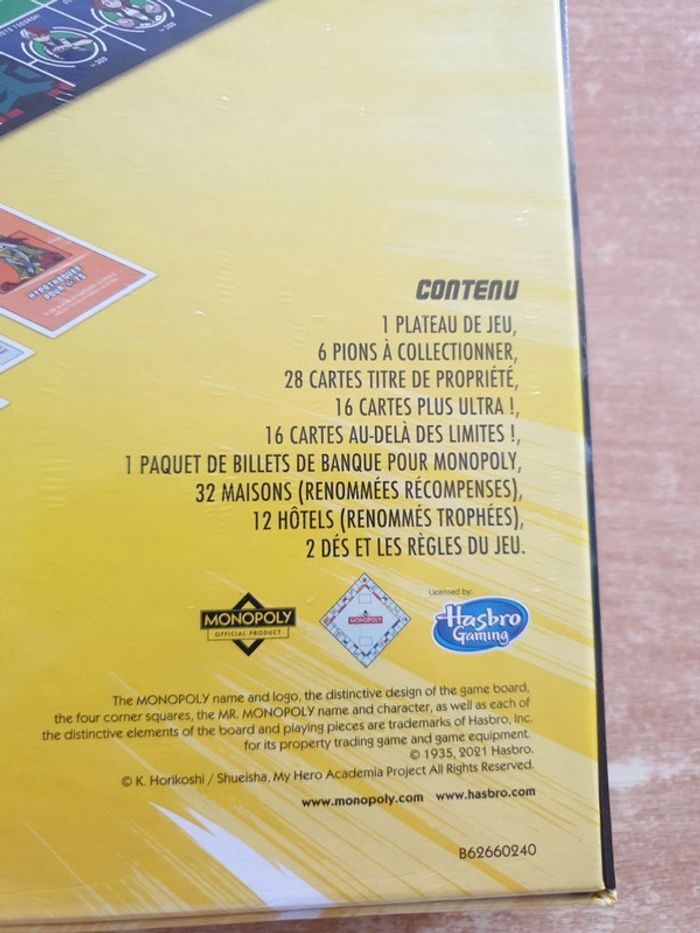 300
300
HYPOTHÉQUÉE
POUR 75
CONTENU
1 PLATEAU DE JEU,
6 PIONS À COLLECTIONNER,
28 CARTES TITRE DE PROPRIÉTÉ,
16 CARTES PLUS ULTRA !,
16 CARTES AU-DELÀ DES LIMITES !,
1 PAQUET DE BILLETS DE BANQUE POUR MONOPOLY,
32 MAISONS (RENOMMÉES RÉCOMPENSES),
12 HÔTELS (RENOMMÉS TROPHÉES),
2 DÉS ET LES RÈGLES DU JEU.
MONOPOLY
OFFICIAL PRODUCT
MONOPOLY
Licensed by:
Hasbro
Gaming
The MONOPOLY name and logo, the distinctive design of the game board,
the four corner squares, the MR. MONOPOLY name and character, as well as each of
the distinctive elements of the board and playing pieces are trademarks of Hasbro, Inc.
for its property trading game and game equipment.
© 1935, 2021 Hasbro.
© K. Horikoshi / Shueisha, My Hero Academia Project All Rights Reserved.
www.monopoly.com www.hasbro.com
B62660240